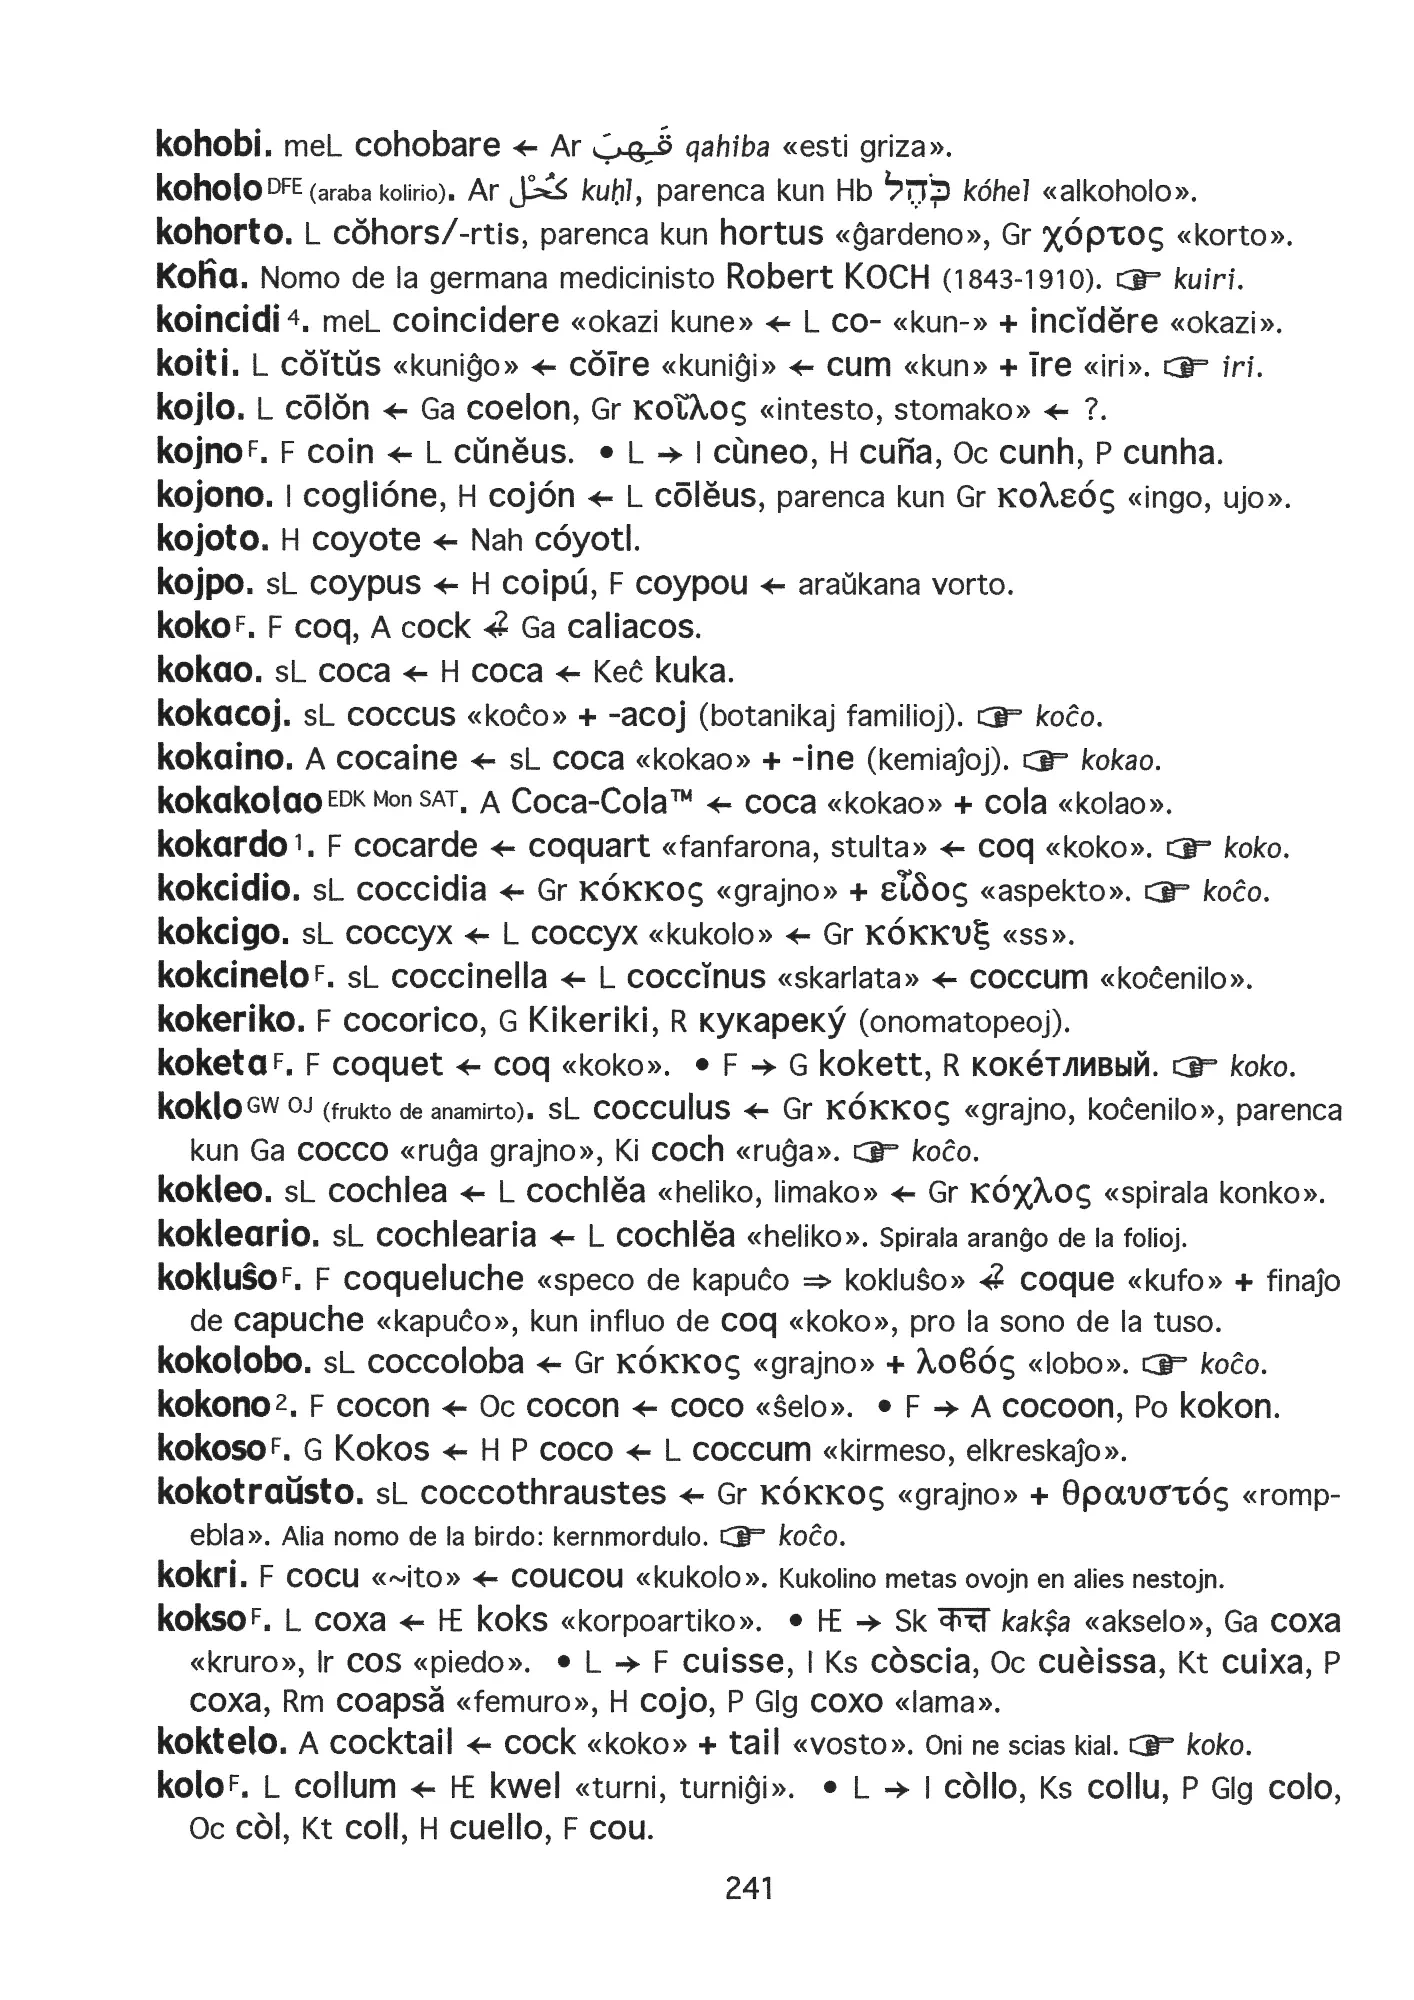 kohobi. meL cohobare ← Ar قَهِبَ qahiba «esti griza».
koholo DFE (araba kolirio). Ar كُحْل kuḥl, parenca kun Hb כֹּהֶל kóhel «alkoholo».
kohorto. L cŏhors/-rtis, parenca kun hortus «ĝardeno», Gr χόρτος «korto».
Koĥa. Nomo de la germana medicinisto Robert KOCH (1843-1910). ☞ kuiri.
koincidi 4. meL coincidere «okazi kune» ← L co- «kun-» + incĭdĕre «okazi».
koiti. L cŏĭtŭs «kuniĝo» ← cŏīre «kuniĝi» ← cum «kun» + īre «iri». ☞ iri.
kojlo. L cōlŏn ← Ga coelon, Gr κοῖλος «intesto, stomako» ← ?.
kojno F. F coin ← L cŭnĕus. • L → I cùneo, H cuña, Oc cunh, P cunha.
kojono. I coglióne, H cojón ← L cōlĕus, parenca kun Gr κολεός «ingo, ujo».
kojoto. H coyote ← Nah cóyotl.
kojpo. sL coypus ← H coipú, F coypou ← araŭkana vorto.
koko F. F coq, A cock ←? Ga caliacos.
kokao. sL coca ← H coca ← Keĉ kuka.
kokacoj. sL coccus «koĉo» + -acoj (botanikaj familioj). ☞ koĉo.
kokaino. A cocaine ← sL coca «kokao» + -ine (kemiaĵoj). ☞ kokao.
kokakolao EDK Mon SAT. A Coca-Cola™ ← coca «kokao» + cola «kolao».
kokardo 1. F cocarde ← coquart «fanfarona, stulta» ← coq «koko». ☞ koko.
kokcidio. sL coccidia ← Gr κόκκος «grajno» + εἶδος «aspekto». ☞ koĉo.
kokcigo. sL coccyx ← L coccyx «kukolo» ← Gr κόκκυξ «ss».
kokcinelo F. sL coccinella ← L coccĭnus «skarlata» ← coccum «koĉenilo».
kokeriko. F cocorico, G Kikeriki, R кукареку́ (onomatopeoj).
koketa F. F coquet ← coq «koko». • F → G kokett, R коке́тливый. ☞ koko.
koklo GW OJ (frukto de anamirto). sL cocculus ← Gr κόκκος «grajno, koĉenilo», parenca
kun Ga cocco «ruĝa grajno», Ki coch «ruĝa». ☞ koĉo.
kokleo. sL cochlea ← L cochlĕa «heliko, limako» ← Gr κόχλος «spirala konko».
kokleario. sL cochlearia ← L cochlĕa «heliko». Spirala aranĝo de la folioj.
kokluŝo F. F coqueluche «speco de kapuĉo ⇒ kokluŝo» ←? coque «kufo» + finaĵo
de capuche «kapuĉo», kun influo de coq «koko», pro la sono de la tuso.
kokolobo. sL coccoloba ← Gr κόκκος «grajno» + λοϐός «lobo». ☞ koĉo.
kokono 2. F cocon ← Oc cocon ← coco «ŝelo». • F → A cocoon, Po kokon.
kokoso F. G Kokos ← H P coco ← L coccum «kirmeso, elkreskaĵo».
kokotraŭsto. sL coccothraustes ← Gr κόκκος «grajno» + θραυστός «romp-
ebla». Alia nomo de la birdo: kernmordulo. ☞ koĉo.
kokri. F cocu «~ito» ← coucou «kukolo». Kukolino metas ovojn en alies nestojn.
kokso F. L coxa ← HE koks «korpoartiko». • HE → Sk कक्ष kakṣa «akselo», Ga coxa
«kruro», Ir cos «piedo». • L → F cuisse, I Ks còscia, Oc cuèissa, Kt cuixa, P
coxa, Rm coapsă «femuro», H cojo, P Glg coxo «lama».
koktelo. A cocktail ← cock «koko» + tail «vosto». Oni ne scias kial. ☞ koko.
kolo F. L collum ← HE kwel «turni, turniĝi». • L → I còllo, Ks collu, P Glg colo,
Oc còl, Kt coll, H cuello, F cou.
241